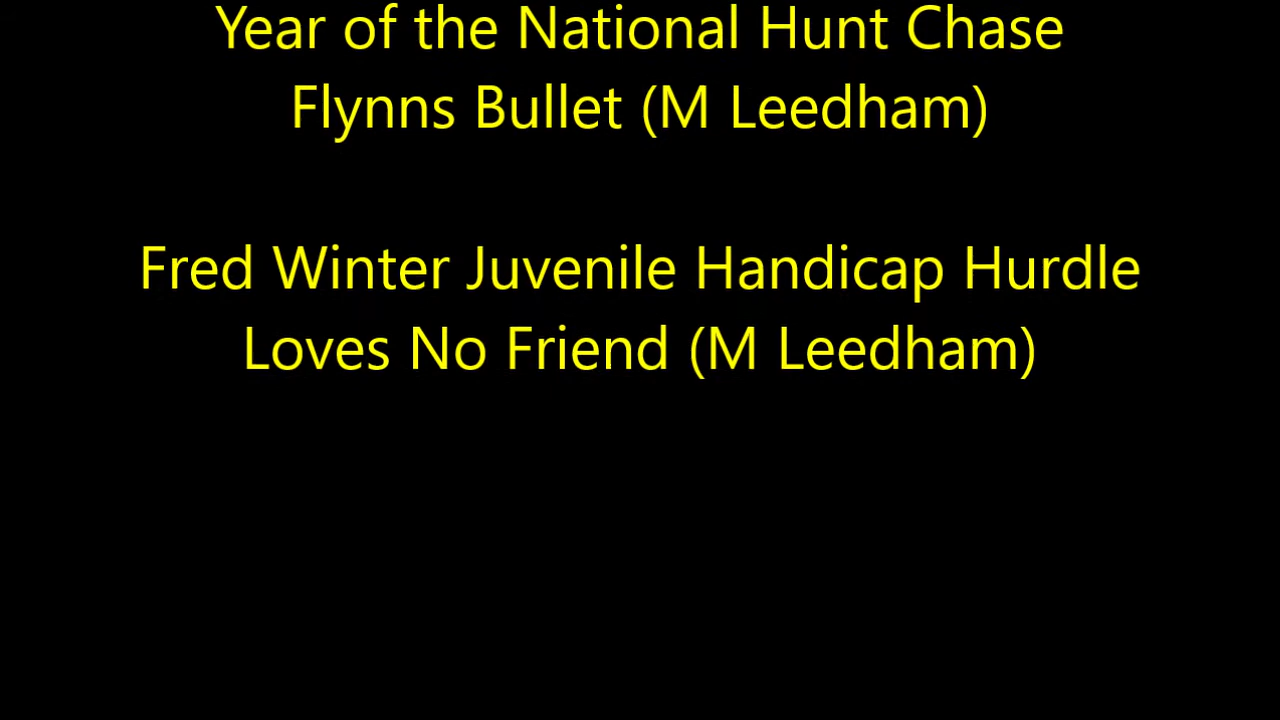 Year of the National Hunt Chase
Flynns Bullet (M Leedham)
Fred Winter Juvenile Handicap Hurdle
Loves No Friend (M Leedham)